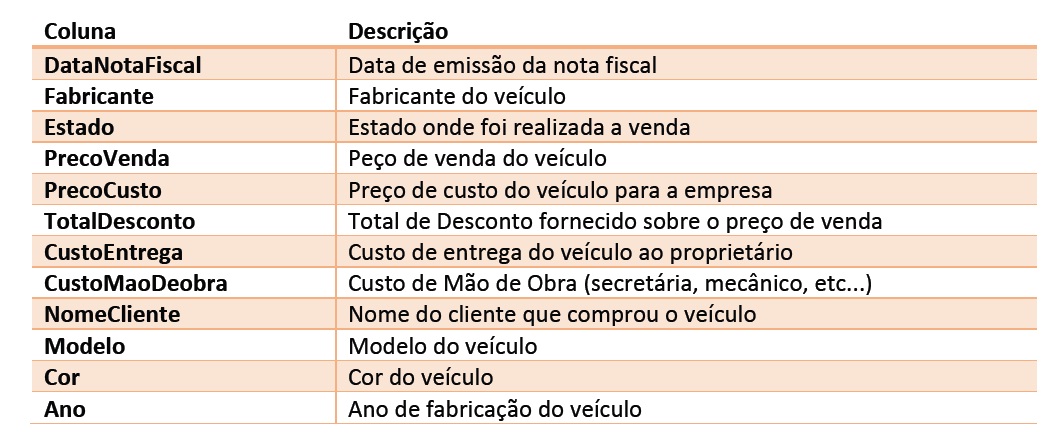 Coluna Descrição
DataNotaFiscal Data de emissão da nota fiscal
Fabricante Fabricante do veículo
Estado Estado onde foi realizada a venda
PrecoVenda Peço de venda do veículo
PrecoCusto Preço de custo do veículo para a empresa
TotalDesconto Total de Desconto fornecido sobre o preço de venda
CustoEntrega Custo de entrega do veículo ao proprietário
CustoMaoDeobra Custo de Mão de Obra (secretária, mecânico, etc...)
NomeCliente Nome do cliente que comprou o veículo
Modelo Modelo do veículo
Cor Cor do veículo
Ano Ano de fabricação do veículo